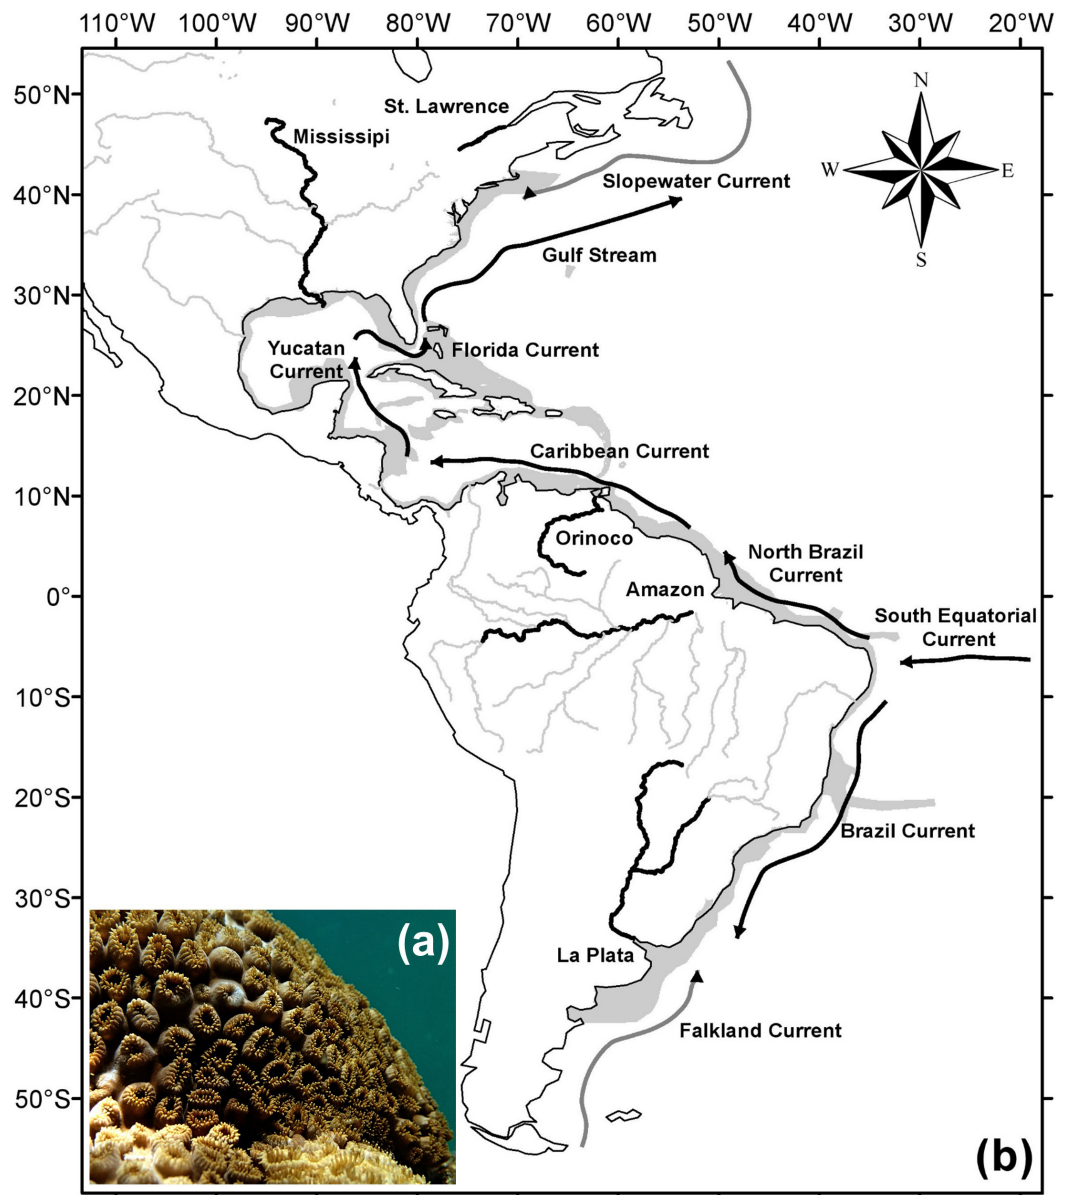 110°W 100°W 90°W 80°W 70°W 60°W 50°W 40°W 30°W 20°W
50°N
40°N
30°N
20°N
10°N
0°
10°S
20°S
30°S
40°S
50°S
N
W
E
S
St. Lawrence
Mississipi
Slopewater Current
Gulf Stream
Yucatan
Current
Florida Current
Caribbean Current
Orinoco
North Brazil
Current
Amazon
South Equatorial
Current
Brazil Current
La Plata
Falkland Current
(a)
(b)